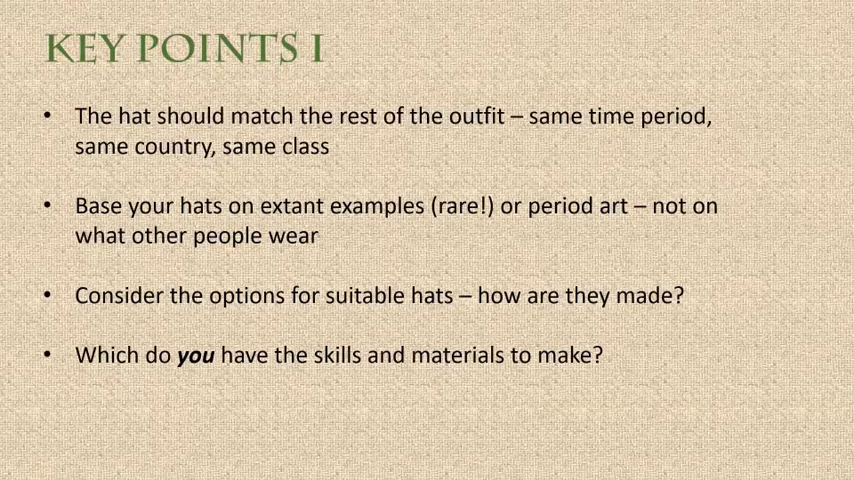 KEY POINTS I
• The hat should match the rest of the outfit – same time period,
same country, same class
• Base your hats on extant examples (rare!) or period art – not on
what other people wear
• Consider the options for suitable hats – how are they made?
• Which do you have the skills and materials to make?